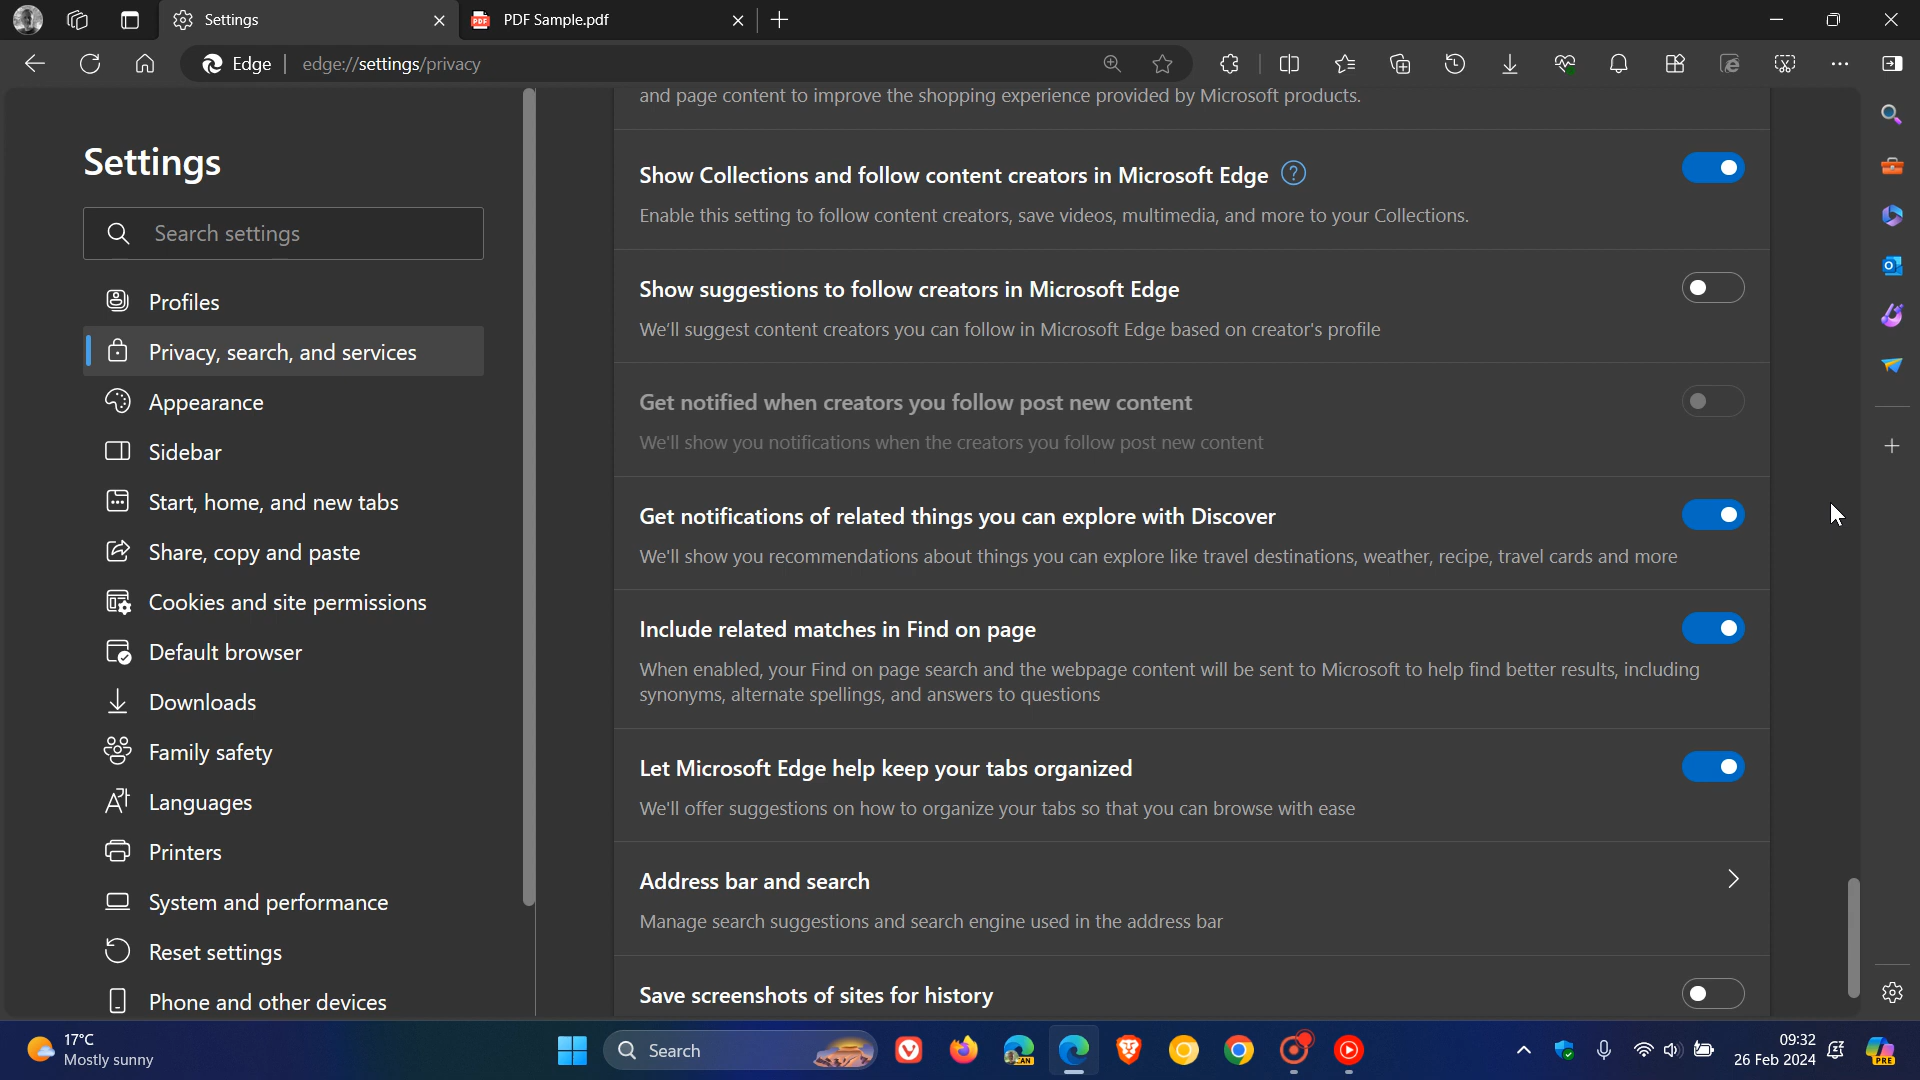 Settings
PDF Sample.pdf
Edge
edge://settings/privacy
and page content to improve the shopping experience provided by Microsoft products.
Settings
Search settings
Profiles
Privacy, search, and services
Appearance
Sidebar
Start, home, and new tabs
Share, copy and paste
Cookies and site permissions
Default browser
Downloads
Family safety
Languages
Printers
System and performance
Reset settings
Phone and other devices
Show Collections and follow content creators in Microsoft Edge
Enable this setting to follow content creators, save videos, multimedia, and more to your Collections.
Show suggestions to follow creators in Microsoft Edge
We'll suggest content creators you can follow in Microsoft Edge based on creator's profile
Get notified when creators you follow post new content
We'll show you notifications when the creators you follow post new content
Get notifications of related things you can explore with Discover
We'll show you recommendations about things you can explore like travel destinations, weather, recipe, travel cards and more
Include related matches in Find on page
When enabled, your Find on page search and the webpage content will be sent to Microsoft to help find better results, including
synonyms, alternate spellings, and answers to questions
Let Microsoft Edge help keep your tabs organized
We'll offer suggestions on how to organize your tabs so that you can browse with ease
Address bar and search
Manage search suggestions and search engine used in the address bar
Save screenshots of sites for history
17°C
Mostly sunny
Search
CAN
09:32
26 Feb 2024
PRE